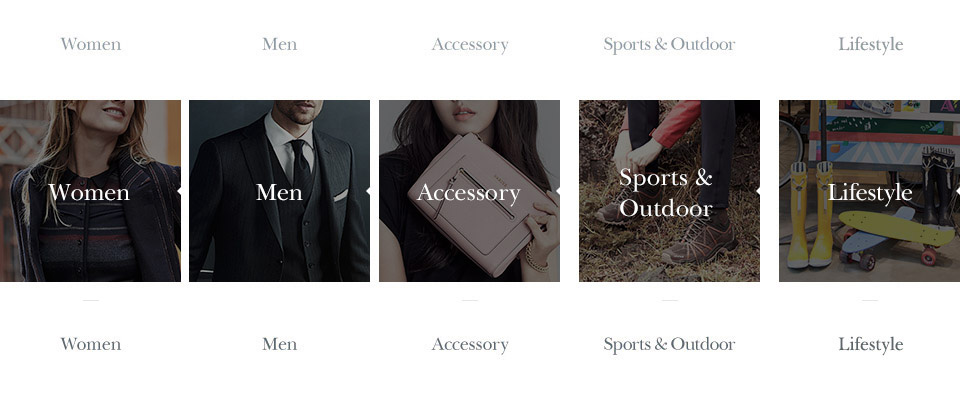 Women
Men
Accessory
Sports & Outdoor
Lifestyle
Women
Men
Accessory
Sports &
Outdoor
Lifestyle
Women
Men
Accessory
Sports & Outdoor
Lifestyle